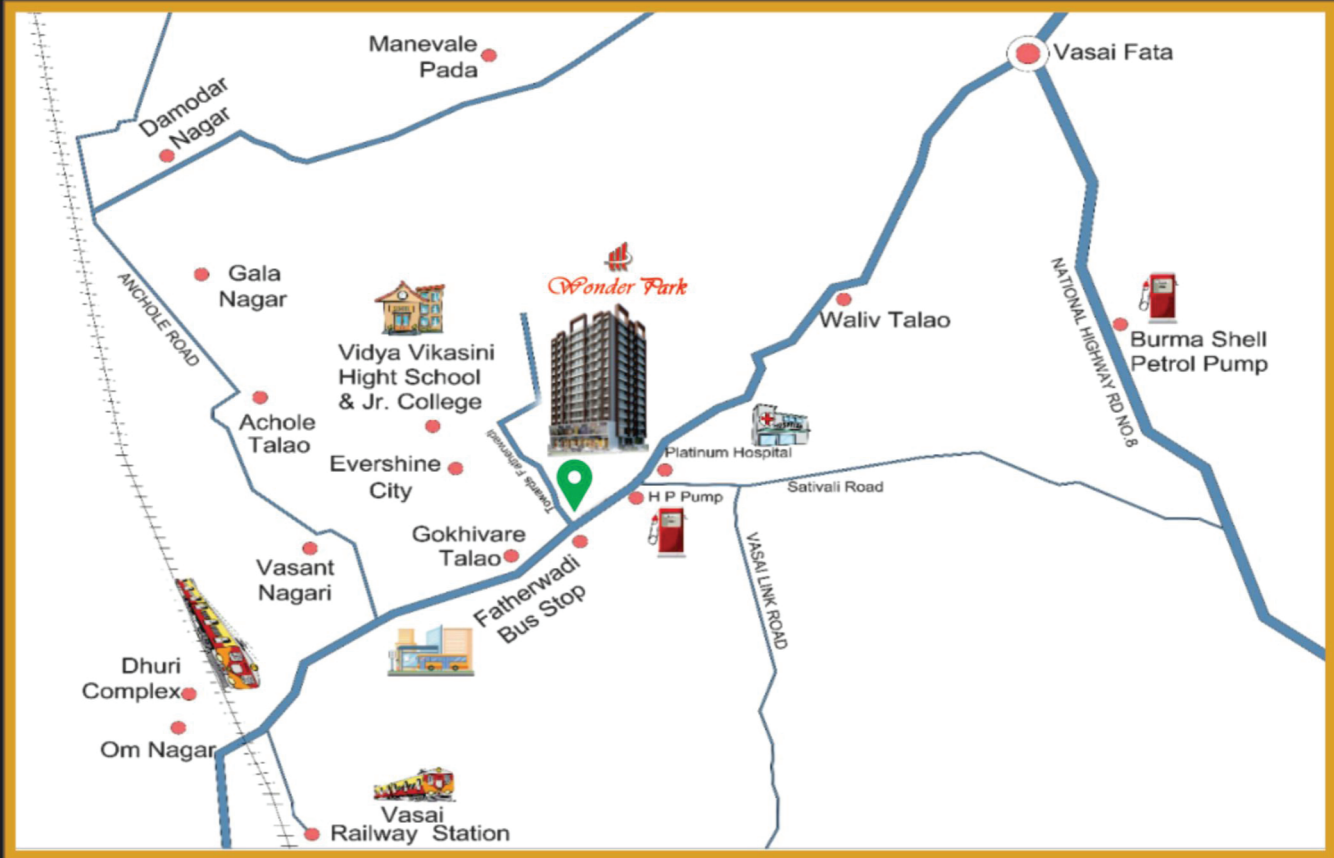 Manevale
Pada
Vasai Fata
Damodar
Nagar
Gala
Nagar
ANCHOLE ROAD
Wonder Park
Vidya Vikasini
Hight School
& Jr. College
Waliv Talao
NATIONAL HIGHWAY RD NO.8
Burma Shell
Petrol Pump
Achole
Talao
Evershine
City
Towards Fatherwadi
Platinum Hospital
H P Pump
Sativali Road
Gokhivare
Talao
Fatherwadi
Bus Stop
VASAI LINK ROAD
Vasant
Nagari
Dhuri
Complex
Om Nagar
Vasai
Railway Station